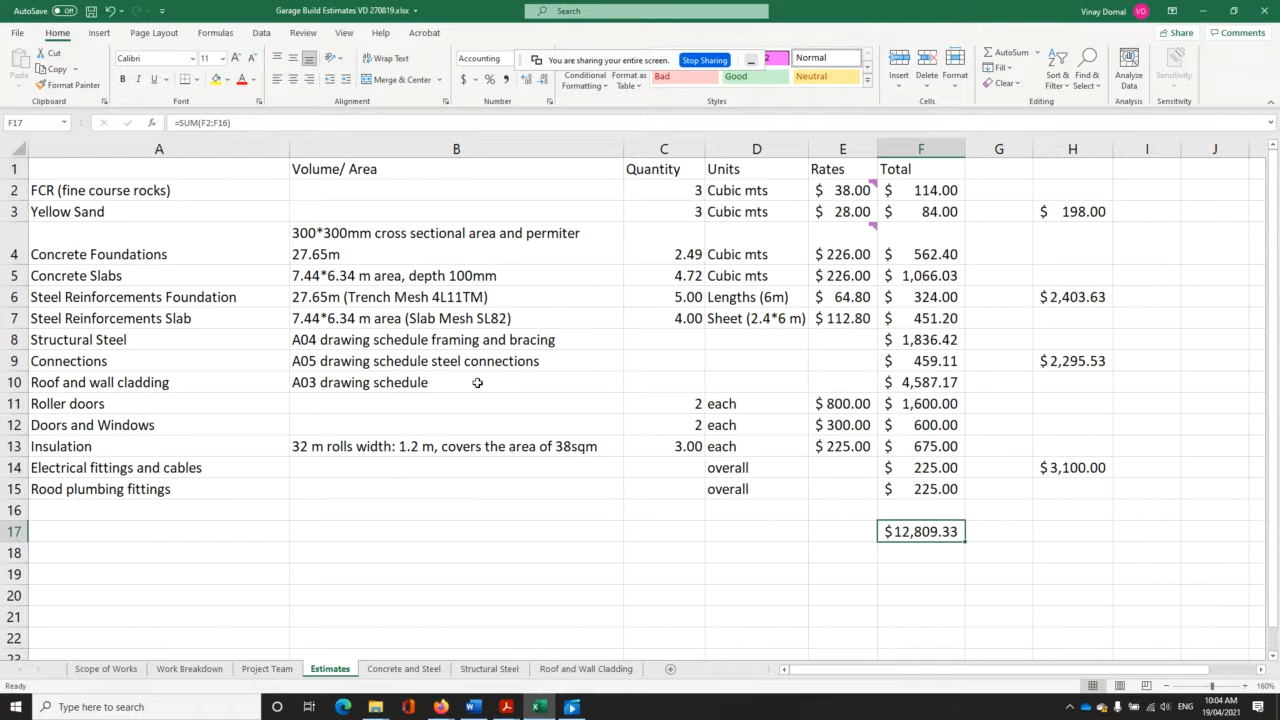 AutoSave Off Garage Build Estimates VD 270819.xlsx Search Vinay Domal VD
File Home Insert Page Layout Formulas Data Review View Help Acrobat Share Comments
Cut Calibri 11 Wrap Text Accounting You are sharing your entire screen. Stop Sharing 2 Normal AutoSum
Copy Fill
Format Painter Merge & Center Conditional Formatting Format as Table Bad Good Neutral Insert Delete Format Clear Sort & Filter Find & Select Analyze Data Sensitivity
Clipboard Font Alignment Number Styles Cells Editing Analysis Sensitivity
F17 =SUM(F2:F16)
A B C D E F G H I J
1 Volume/ Area Quantity Units Rates Total
2 FCR (fine course rocks) 3 Cubic mts $ 38.00 $ 114.00
3 Yellow Sand 3 Cubic mts $ 28.00 $ 84.00 $ 198.00
300*300mm cross sectional area and permiter
4 Concrete Foundations 27.65m 2.49 Cubic mts $ 226.00 $ 562.40
5 Concrete Slabs 7.44*6.34 m area, depth 100mm 4.72 Cubic mts $ 226.00 $ 1,066.03
6 Steel Reinforcements Foundation 27.65m (Trench Mesh 4L11TM) 5.00 Lengths (6m) $ 64.80 $ 324.00 $ 2,403.63
7 Steel Reinforcements Slab 7.44*6.34 m area (Slab Mesh SL82) 4.00 Sheet (2.4*6 m) $ 112.80 $ 451.20
8 Structural Steel A04 drawing schedule framing and bracing $ 1,836.42
9 Connections A05 drawing schedule steel connections $ 459.11 $ 2,295.53
10 Roof and wall cladding A03 drawing schedule $ 4,587.17
11 Roller doors 2 each $ 800.00 $ 1,600.00
12 Doors and Windows 2 each $ 300.00 $ 600.00
13 Insulation 32 m rolls width: 1.2 m, covers the area of 38sqm 3.00 each $ 225.00 $ 675.00
14 Electrical fittings and cables overall $ 225.00 $ 3,100.00
15 Rood plumbing fittings overall $ 225.00
16
17 $ 12,809.33
18
19
20
21
22
Scope of Works Work Breakdown Project Team Estimates Concrete and Steel Structural Steel Roof and Wall Cladding
Ready 160%
Type here to search ENG 10:04 AM
19/04/2021